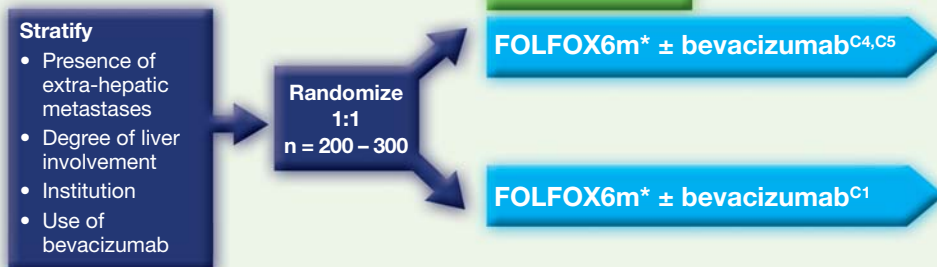 Stratify
• Presence of
extra-hepatic
metastases
• Degree of liver
involvement
• Institution
• Use of
bevacizumab
Randomize
1:1
n = 200 – 300
FOLFOX6m* ± bevacizumabC4,C5
FOLFOX6m* ± bevacizumabC1